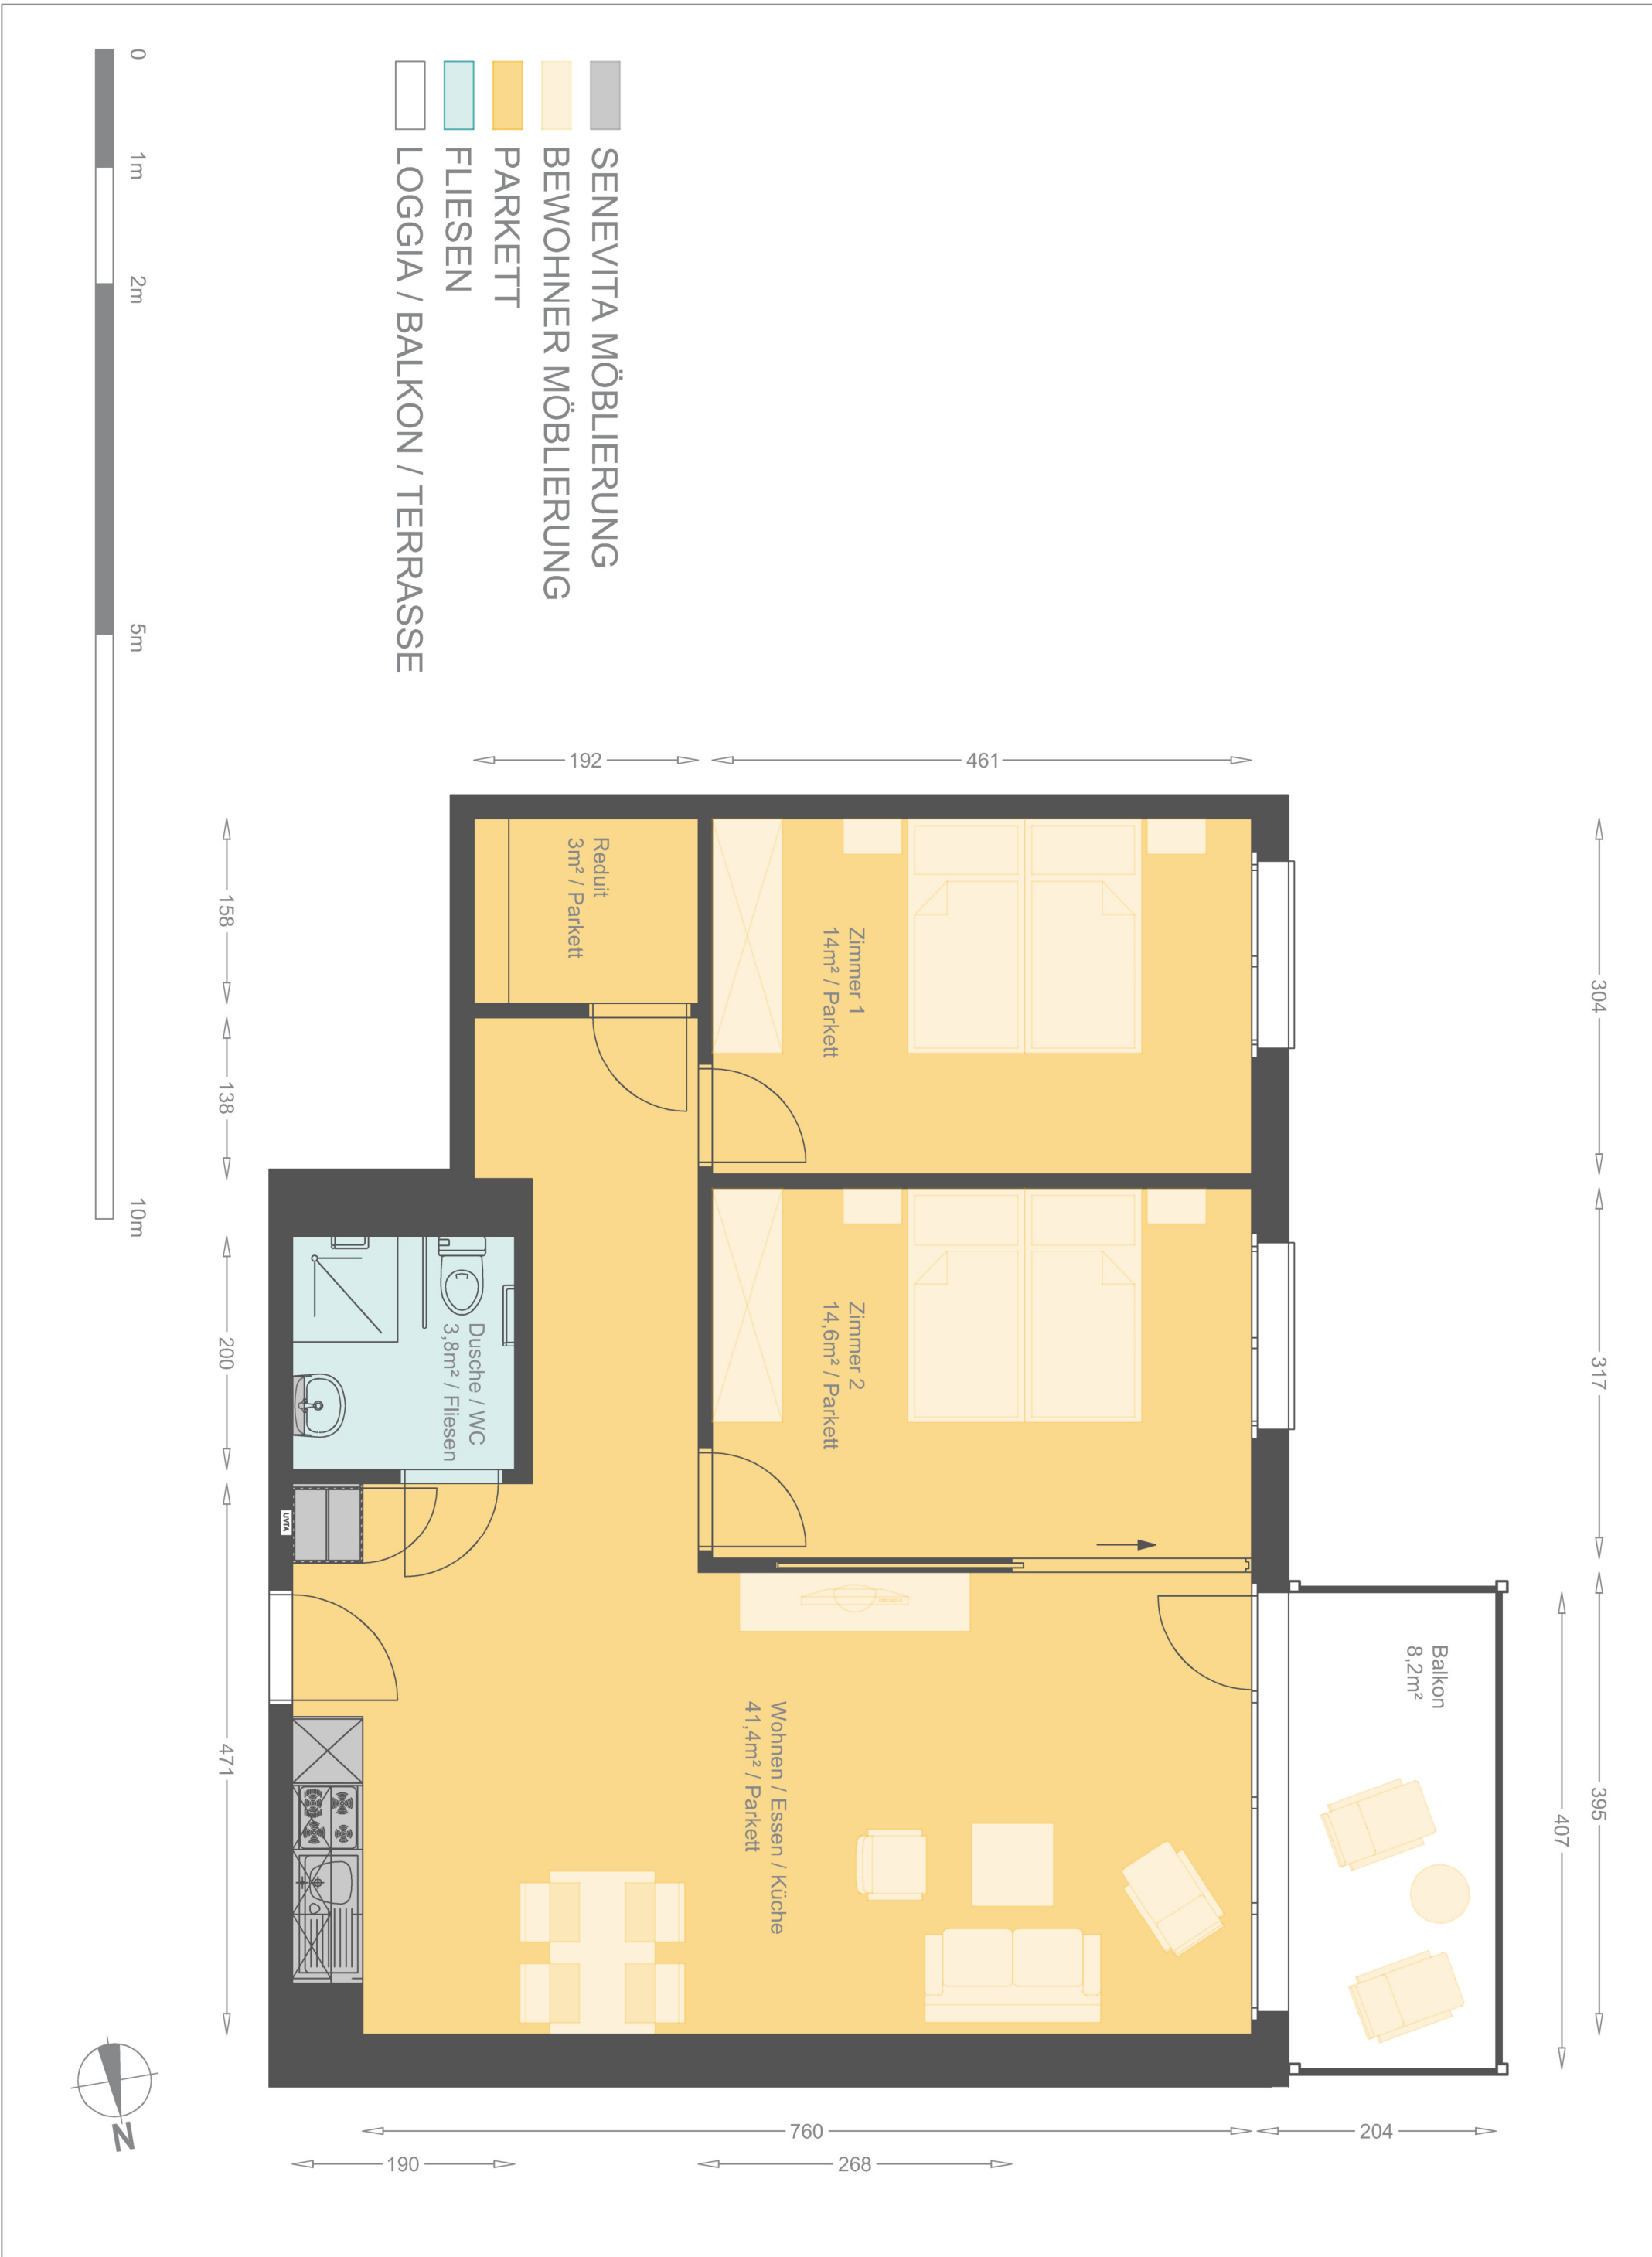 SENEVITA MÖBLIERUNG
BEWOHNER MÖBLIERUNG
PARKETT
FLIESEN
LOGGIA / BALKON / TERRASSE
0
1m
2m
5m
10m
304
317
395
407
Balkon
8,2m²
461
192
Zimmer 1
14m² / Parkett
Zimmer 2
14,6m² / Parkett
Reduit
3m² / Parkett
Wohnen / Essen / Küche
41,4m² / Parkett
Dusche / WC
3,8m² / Fliesen
UVTA
204
760
268
190
158
138
200
471
N